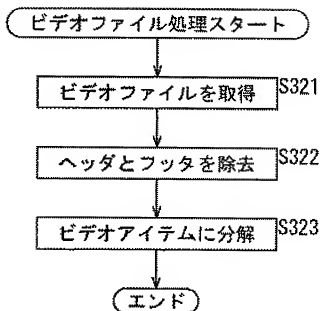 ビデオファイル処理スタート
ビデオファイルを取得 S321
ヘッダとフッタを除去 S322
ビデオアイテムに分解 S323
エンド